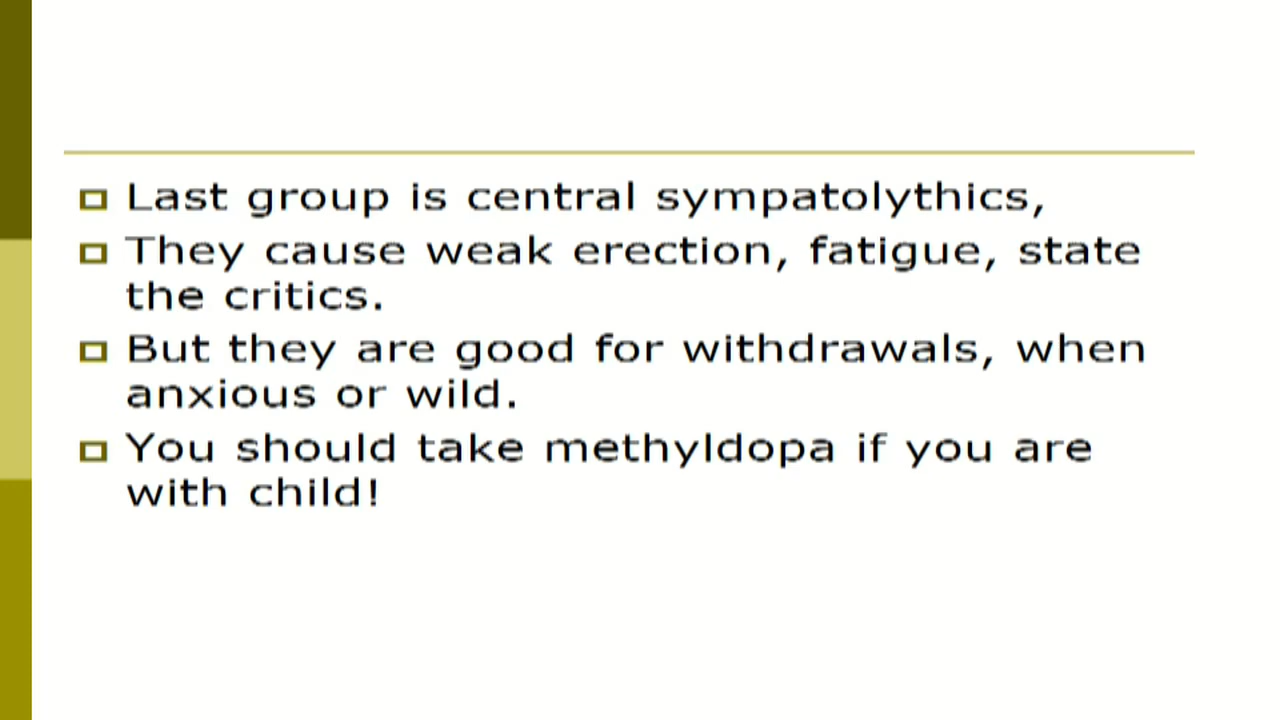 Last group is central sympatolythics,
They cause weak erection, fatigue, state
the critics.
But they are good for withdrawals, when
anxious or wild.
You should take methyldopa if you are
with child!